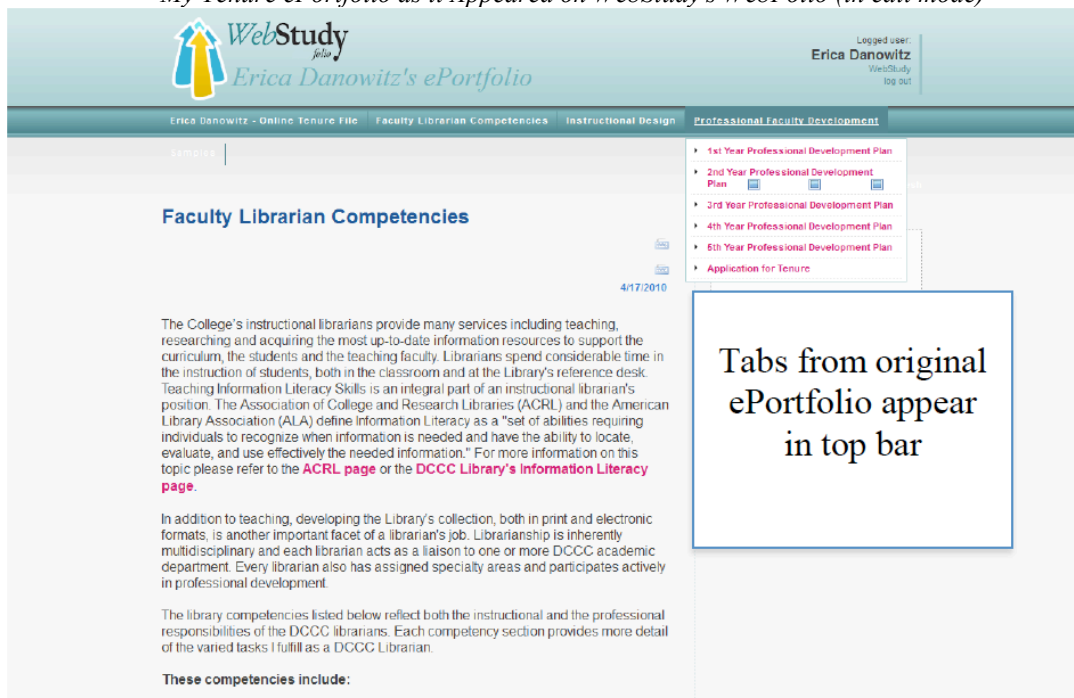 My Tenure ePortfolio as it Appeared on WebStudy's WebFolio (in edit mode)
WebStudy
folio
Erica Danowitz's ePortfolio
Logged user:
Erica Danowitz
WebStudy
log out
Erica Danowitz - Online Tenure File Faculty Librarian Competencies Instructional Design Professional Faculty Development
Samples
1st Year Professional Development Plan
2nd Year Professional Development
Plan
3rd Year Professional Development Plan
4th Year Professional Development Plan
5th Year Professional Development Plan
Application for Tenure
Faculty Librarian Competencies
4/17/2010
The College's instructional librarians provide many services including teaching,
researching and acquiring the most up-to-date information resources to support the
curriculum, the students and the teaching faculty. Librarians spend considerable time in
the instruction of students, both in the classroom and at the Library's reference desk.
Teaching Information Literacy Skills is an integral part of an instructional librarian's
position. The Association of College and Research Libraries (ACRL) and the American
Library Association (ALA) define Information Literacy as a "set of abilities requiring
individuals to recognize when information is needed and have the ability to locate,
evaluate, and use effectively the needed information." For more information on this
topic please refer to the ACRL page or the DCCC Library's Information Literacy
page.
In addition to teaching, developing the Library's collection, both in print and electronic
formats, is another important facet of a librarian's job. Librarianship is inherently
multidisciplinary and each librarian acts as a liaison to one or more DCCC academic
department. Every librarian also has assigned specialty areas and participates actively
in professional development.
The library competencies listed below reflect both the instructional and the professional
responsibilities of the DCCC librarians. Each competency section provides more detail
of the varied tasks I fulfill as a DCCC Librarian.
These competencies include:
Tabs from original
ePortfolio appear
in top bar